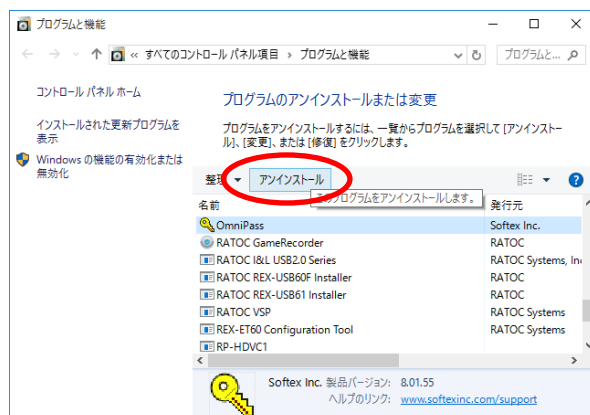 プログラムと機能
« すべてのコントロール パネル項目 › プログラムと機能
プログラムと...
コントロール パネル ホーム
インストールされた更新プログラムを
表示
Windows の機能の有効化または
無効化
プログラムのアンインストールまたは変更
プログラムをアンインストールするには、一覧からプログラムを選択して [アンインストー
ル]、[変更]、または [修復] をクリックします。
整理 アンインストール
このプログラムをアンインストールします。
名前 発行元
OmniPass Softex Inc.
RATOC GameRecorder RATOC
RATOC I&L USB2.0 Series RATOC Systems, In
RATOC REX-USB60F Installer RATOC
RATOC REX-USB61 Installer RATOC
RATOC VSP RATOC Systems
REX-ET60 Configuration Tool RATOC Systems
RP-HDVC1
Softex Inc. 製品バージョン: 8.01.55
ヘルプのリンク: www.softexinc.com/support